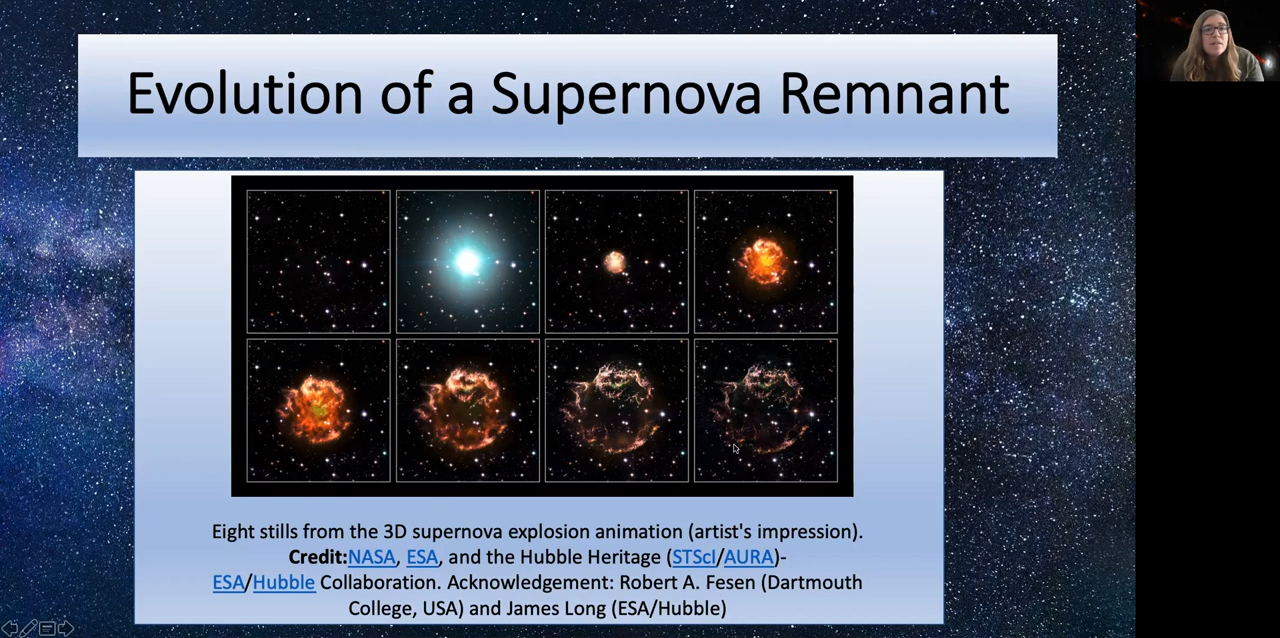 Evolution of a Supernova Remnant
Eight stills from the 3D supernova explosion animation (artist's impression).
Credit:NASA, ESA, and the Hubble Heritage (STScI/AURA)-
ESA/Hubble Collaboration. Acknowledgement: Robert A. Fesen (Dartmouth
College, USA) and James Long (ESA/Hubble)